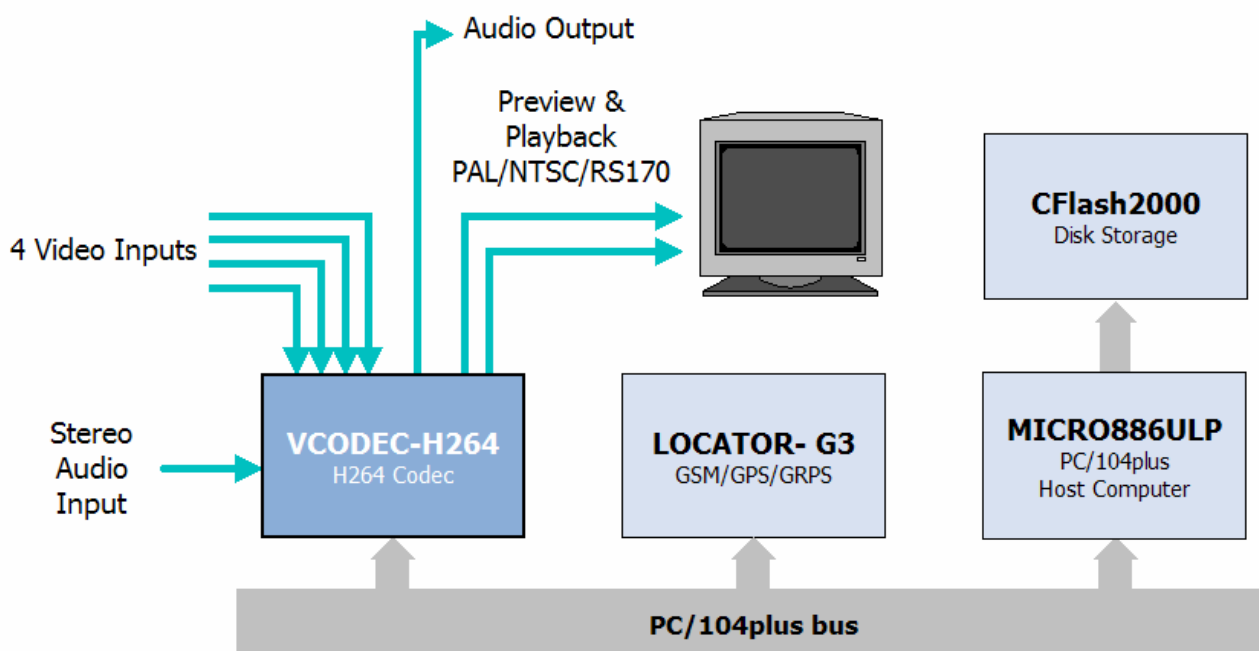 Audio Output
Preview &
Playback
PAL/NTSC/RS170
4 Video Inputs
CFlash2000
Disk Storage
Stereo
Audio
Input
VCODEC-H264
H264 Codec
LOCATOR- G3
GSM/GPS/GRPS
MICRO886ULP
PC/104plus
Host Computer
PC/104plus bus